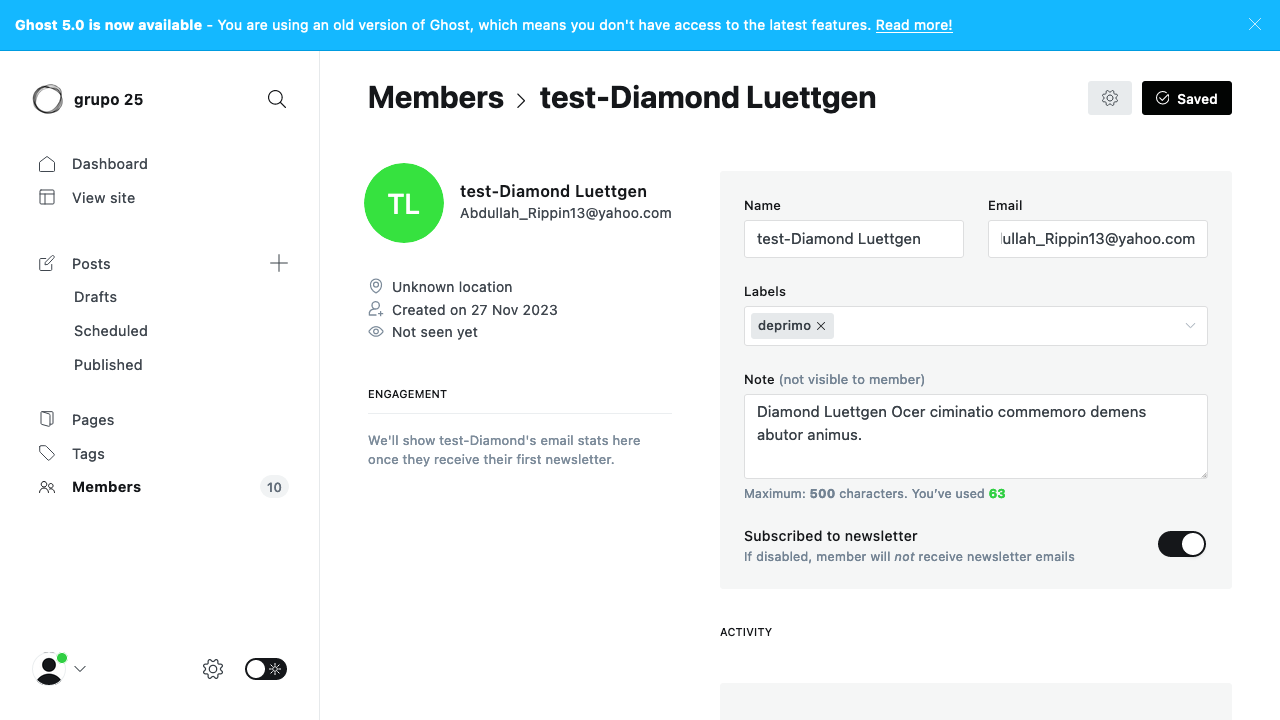 Ghost 5.0 is now available - You are using an old version of Ghost, which means you don't have access to the latest features. Read more!
grupo 25
Dashboard
View site
Posts
Drafts
Scheduled
Published
Pages
Tags
Members 10
Members > test-Diamond Luettgen
Saved
TL
test-Diamond Luettgen
Abdullah_Rippin13@yahoo.com
Unknown location
Created on 27 Nov 2023
Not seen yet
ENGAGEMENT
We'll show test-Diamond's email stats here
once they receive their first newsletter.
Name
test-Diamond Luettgen
Email
lullah_Rippin13@yahoo.com
Labels
deprimo
Note (not visible to member)
Diamond Luettgen Ocer ciminatio commemoro demens
abutor animus.
Maximum: 500 characters. You’ve used 63
Subscribed to newsletter
If disabled, member will not receive newsletter emails
ACTIVITY